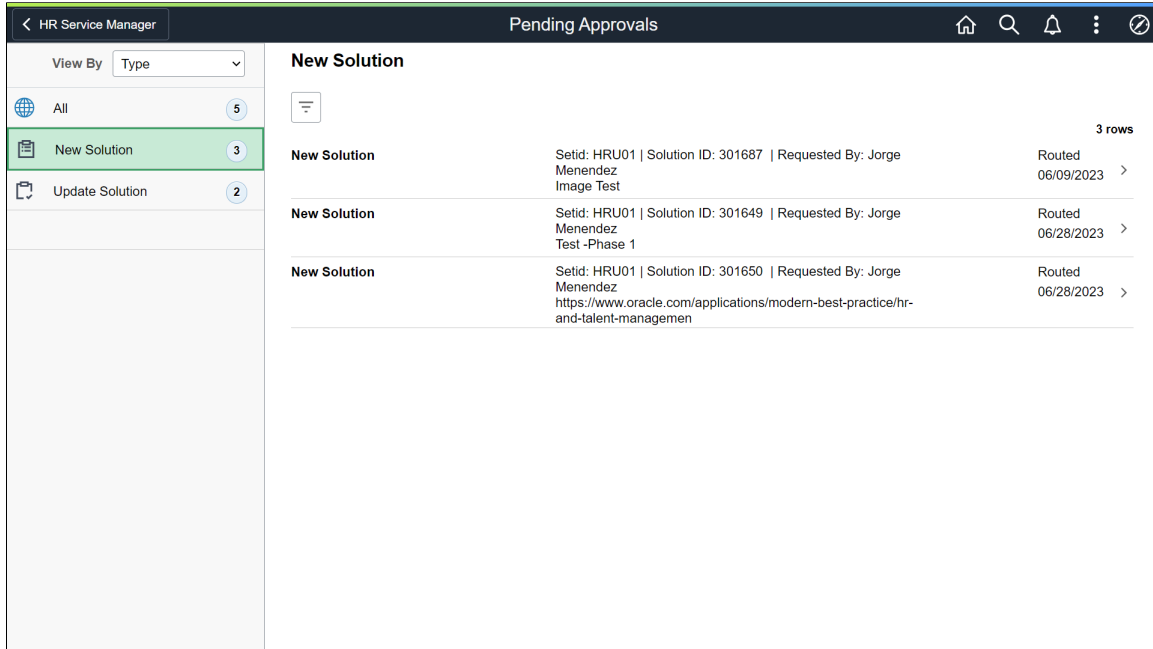 HR Service Manager
Pending Approvals
View By
Type
All
5
New Solution
3
Update Solution
2
New Solution
3 rows
New Solution
Setid: HRU01 | Solution ID: 301687 | Requested By: Jorge
Menendez
Image Test
Routed
06/09/2023
New Solution
Setid: HRU01 | Solution ID: 301649 | Requested By: Jorge
Menendez
Test -Phase 1
Routed
06/28/2023
New Solution
Setid: HRU01 | Solution ID: 301650 | Requested By: Jorge
Menendez
https://www.oracle.com/applications/modern-best-practice/hr-
and-talent-managemen
Routed
06/28/2023